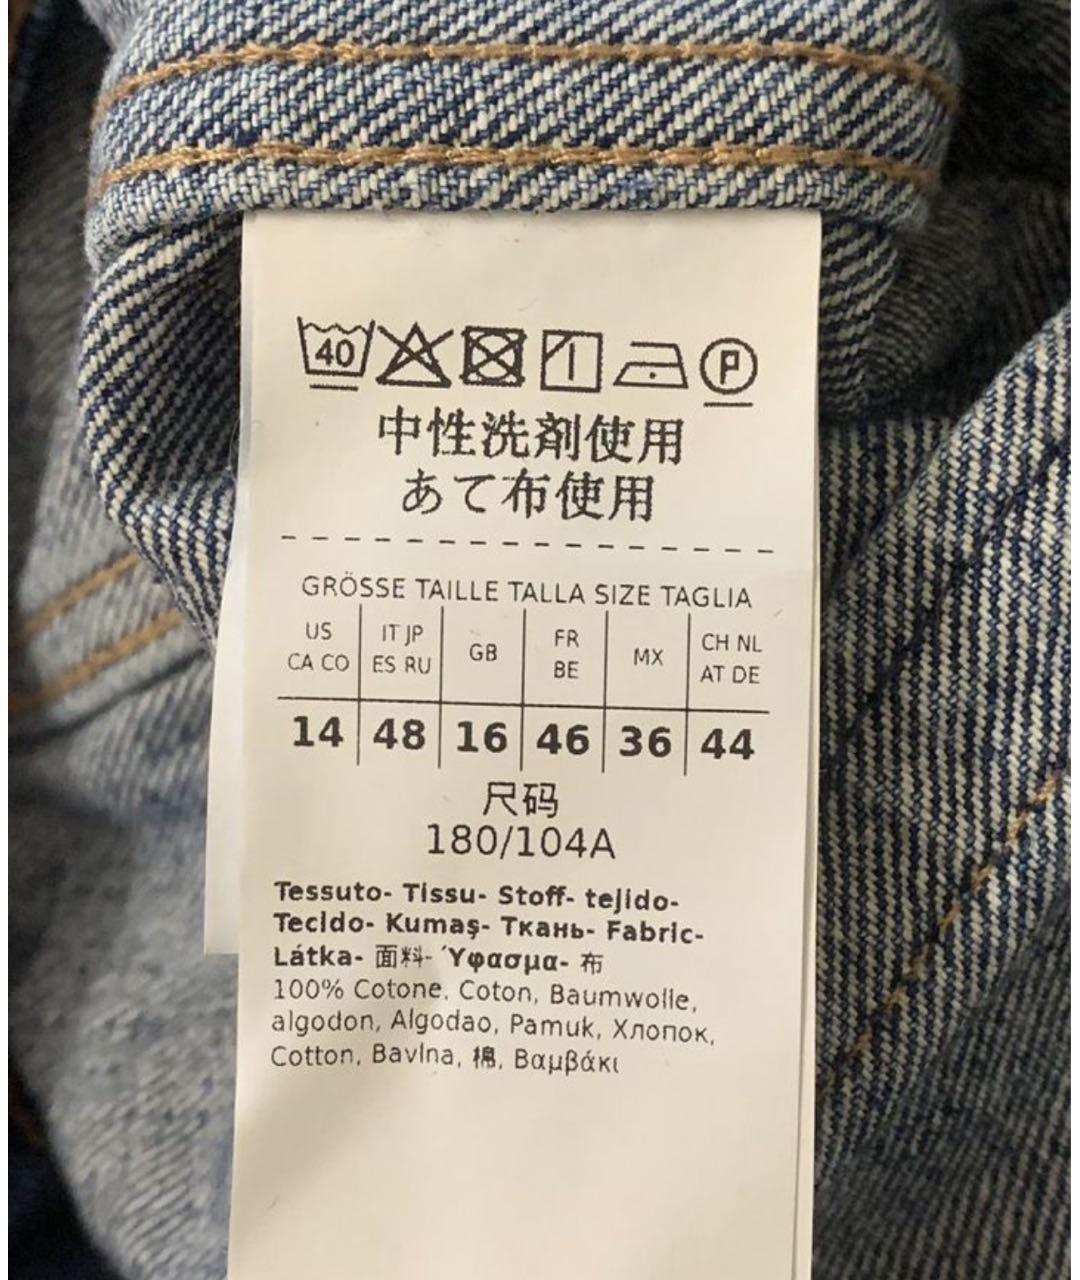 40 P
中性洗剤使用
あて布使用
GRÖSSE TAILLE TALLA SIZE TAGLIA
US CA CO | IT JP ES RU | GB | FR BE | MX | CH NL AT DE
14 48 16 46 36 44
尺码
180/104A
Tessuto- Tissu- Stoff- tejido-
Tecido- Kumaş- Ткань- Fabric-
Látka- 面料- Ύφασμα- 布
100% Cotone, Coton, Baumwolle,
algodon, Algodao, Pamuk, Хлопок,
Cotton, Bavlna, 棉, Βαμβάκι